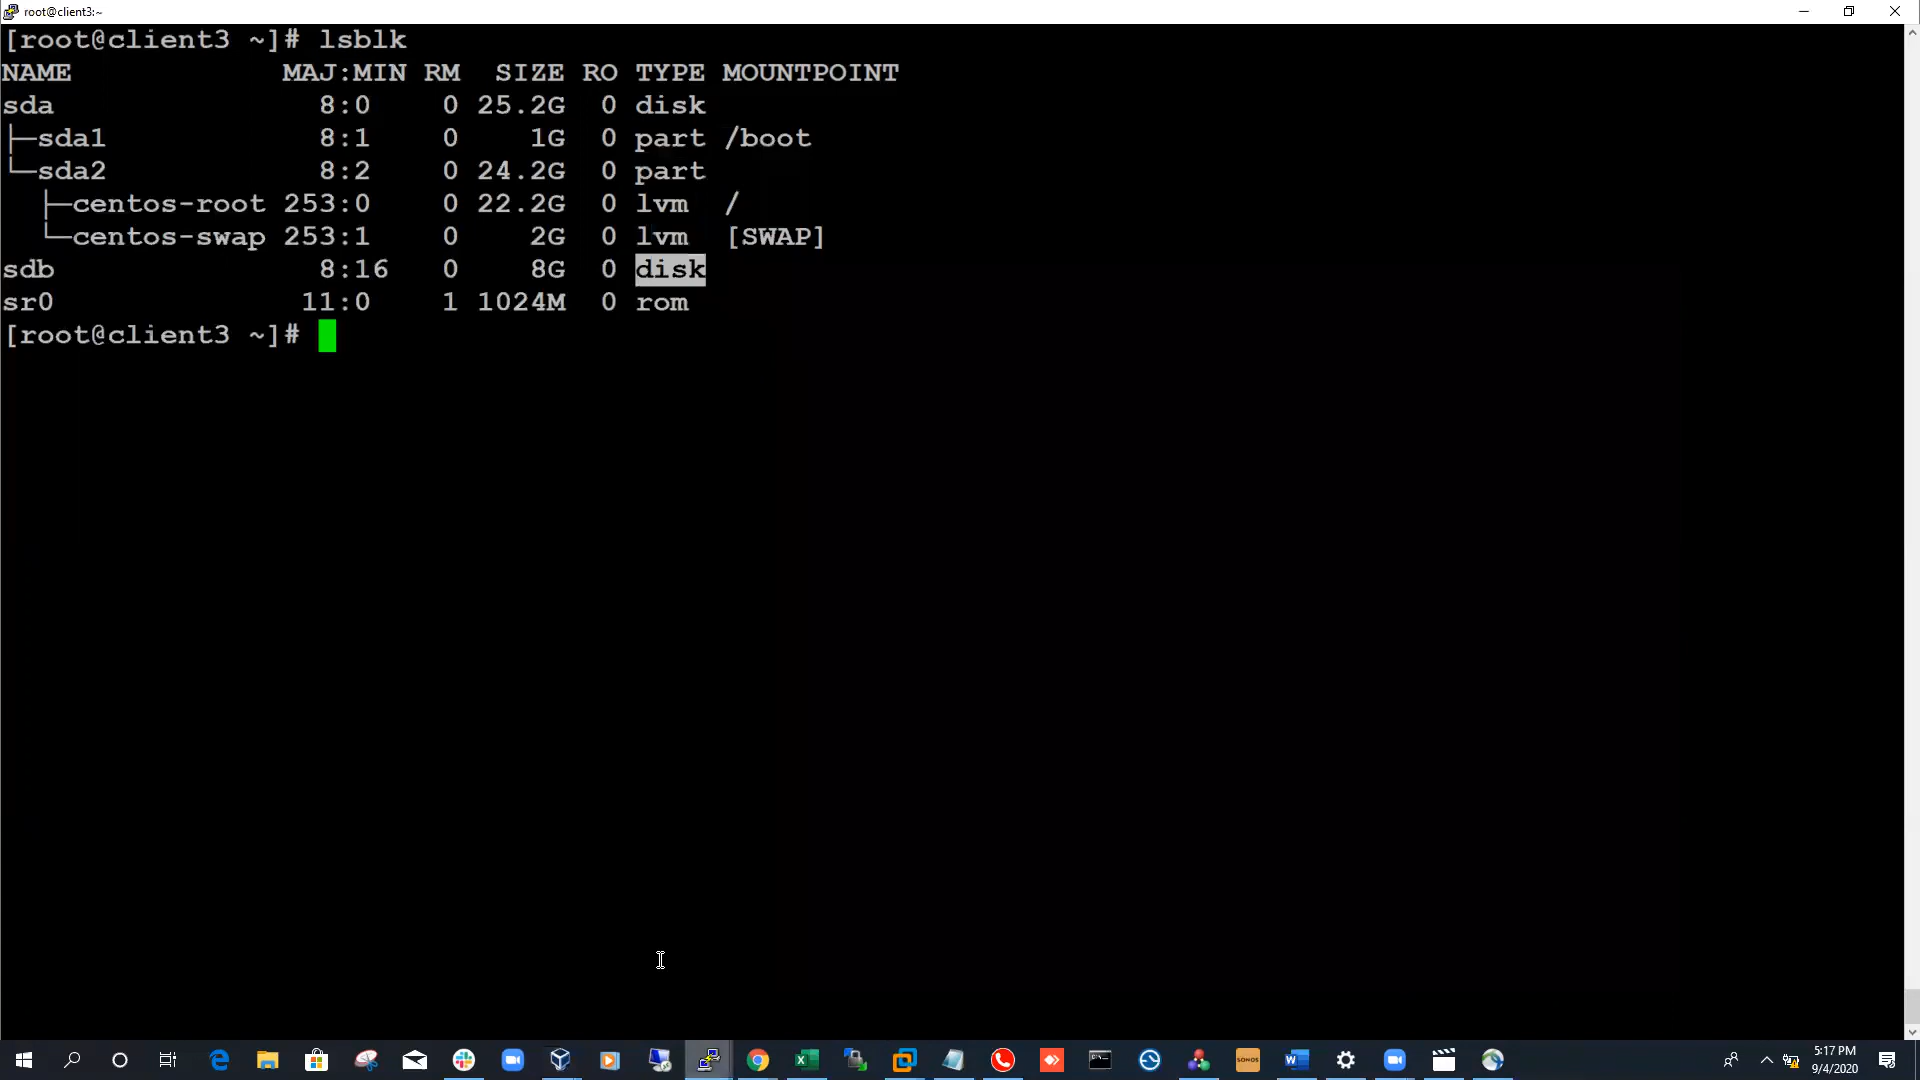 root@client3:~
[root@client3 ~]# lsblk
NAME            MAJ:MIN RM   SIZE RO TYPE MOUNTPOINT
sda               8:0    0 25.2G  0 disk
├─sda1            8:1    0    1G  0 part /boot
└─sda2            8:2    0 24.2G  0 part
  ├─centos-root 253:0    0 22.2G  0 lvm  /
  └─centos-swap 253:1    0    2G  0 lvm  [SWAP]
sdb               8:16   0    8G  0 disk
sr0              11:0    1 1024M  0 rom
[root@client3 ~]#
SONOS
5:17 PM
9/4/2020